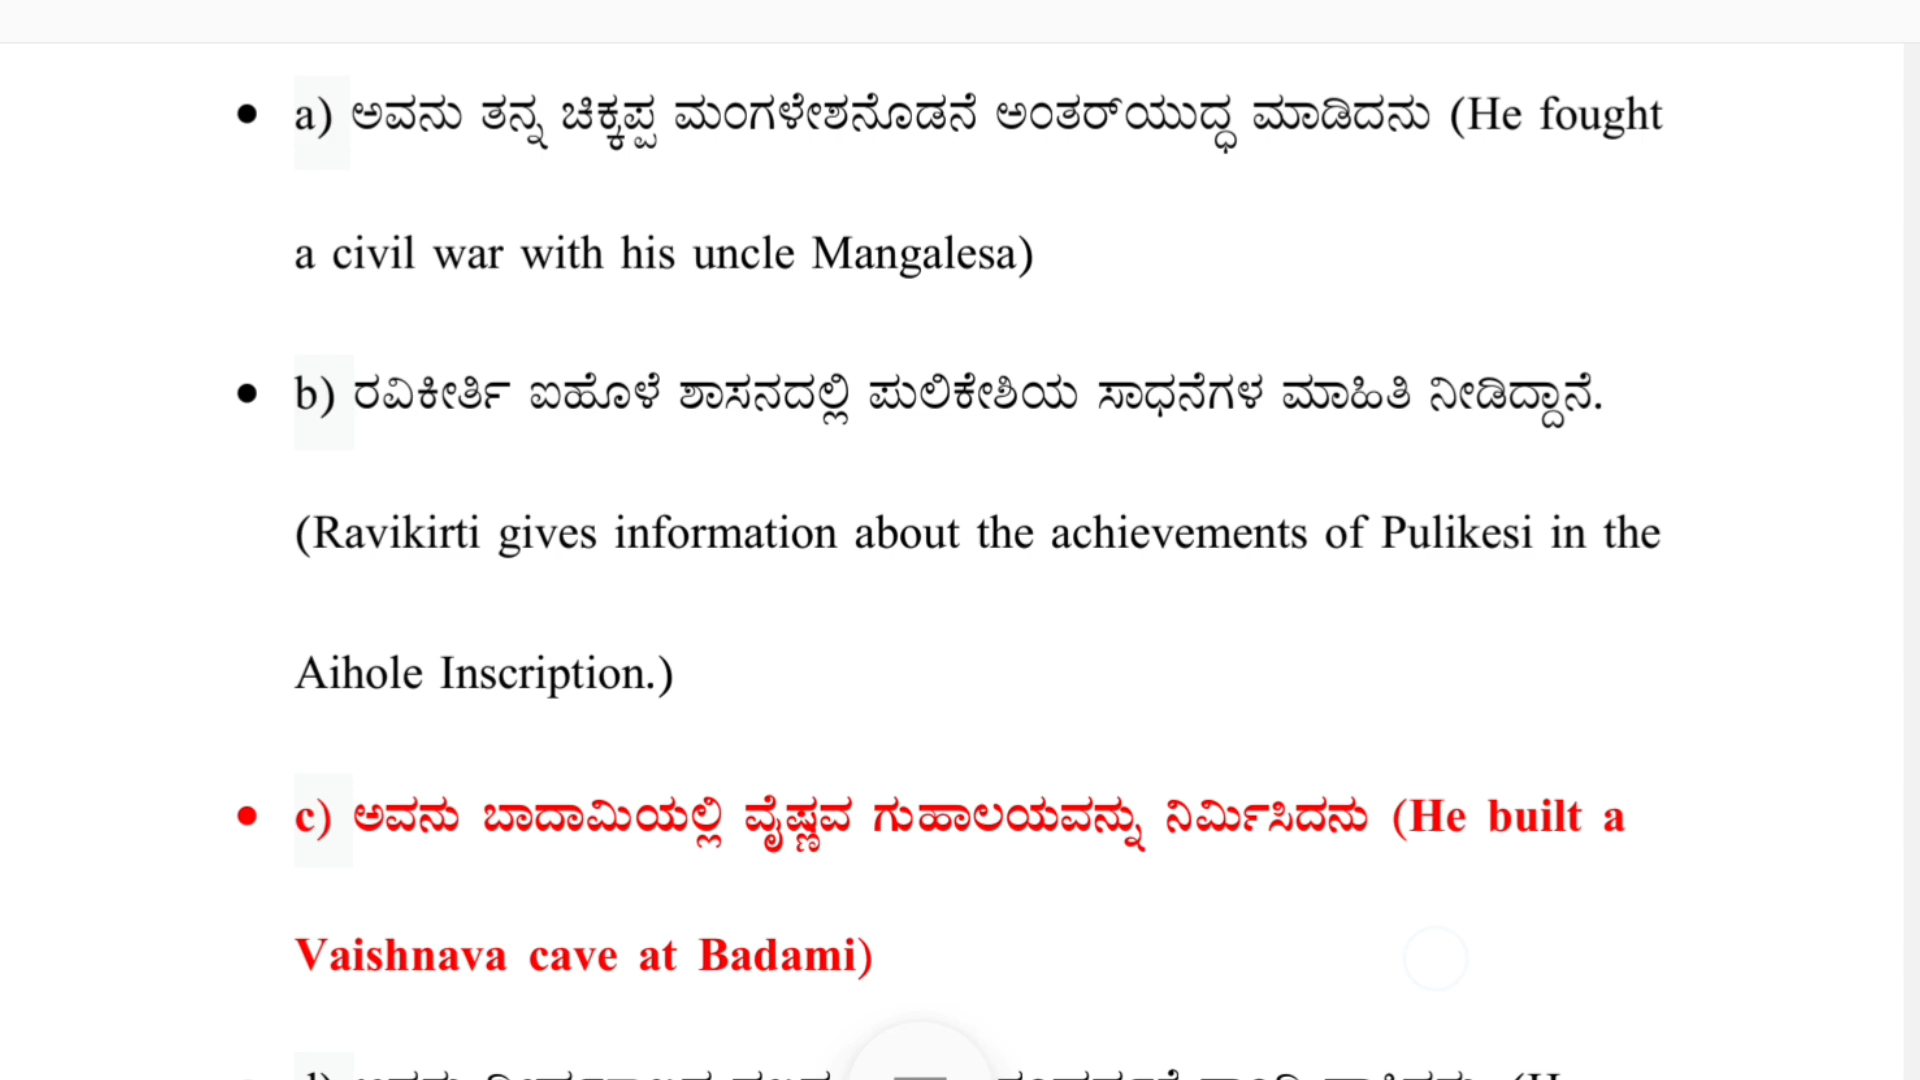 a) ಅವನು ತನ್ನ ಚಿಕ್ಕಪ್ಪ ಮಂಗಳೇಶನೊಡನೆ ಅಂತರ್‌ಯುದ್ಧ ಮಾಡಿದನು (He fought
a civil war with his uncle Mangalesa)
b) ರವಿಕೀರ್ತಿ ಐಹೊಳೆ ಶಾಸನದಲ್ಲಿ ಪುಲಿಕೇಶಿಯ ಸಾಧನೆಗಳ ಮಾಹಿತಿ ನೀಡಿದ್ದಾನೆ.
(Ravikirti gives information about the achievements of Pulikesi in the
Aihole Inscription.)
c) ಅವನು ಬಾದಾಮಿಯಲ್ಲಿ ವೈಷ್ಣವ ಗುಹಾಲಯವನ್ನು ನಿರ್ಮಿಸಿದನು (He built a
Vaishnava cave at Badami)